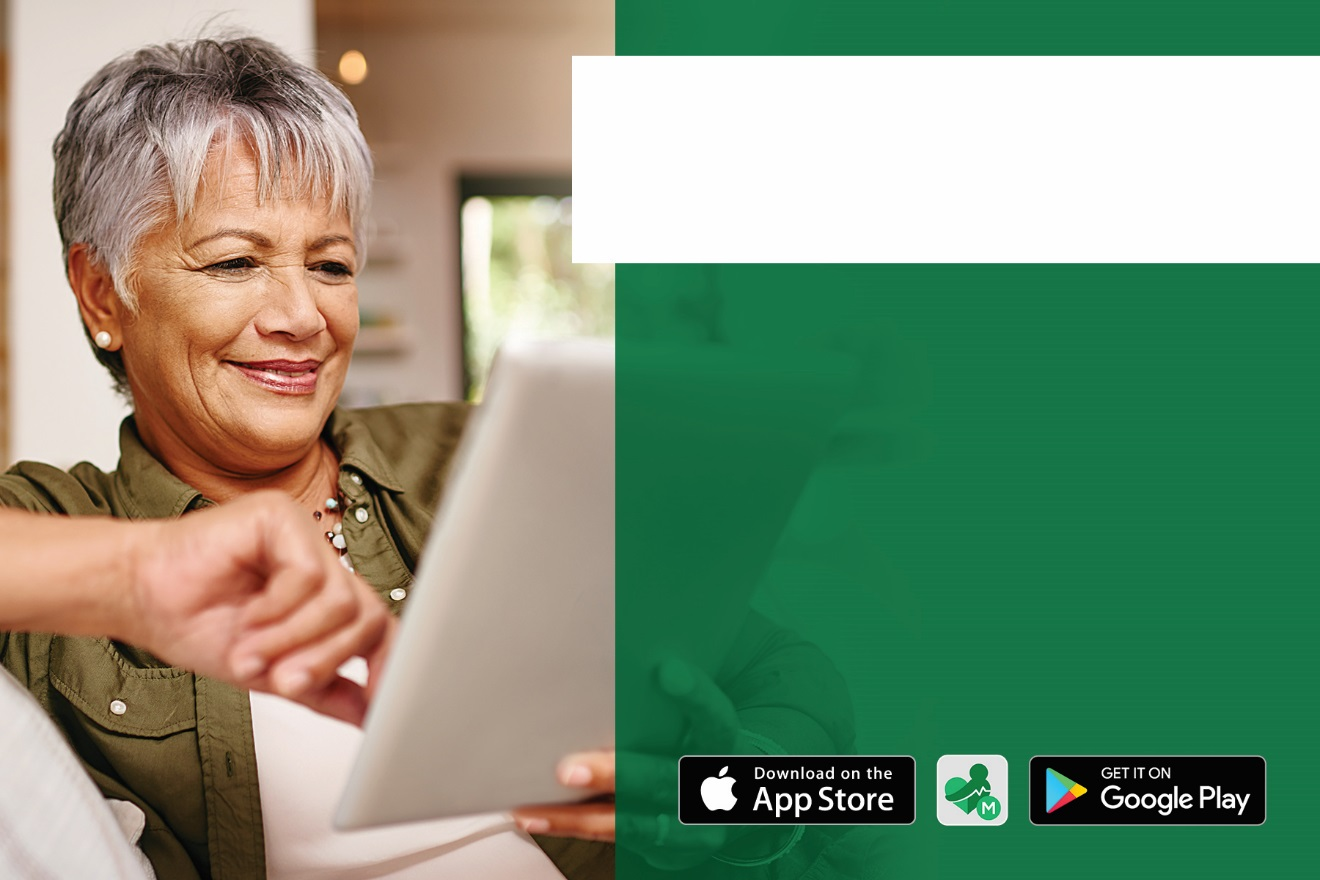 Download on the
App Store
M
GET IT ON
Google Play